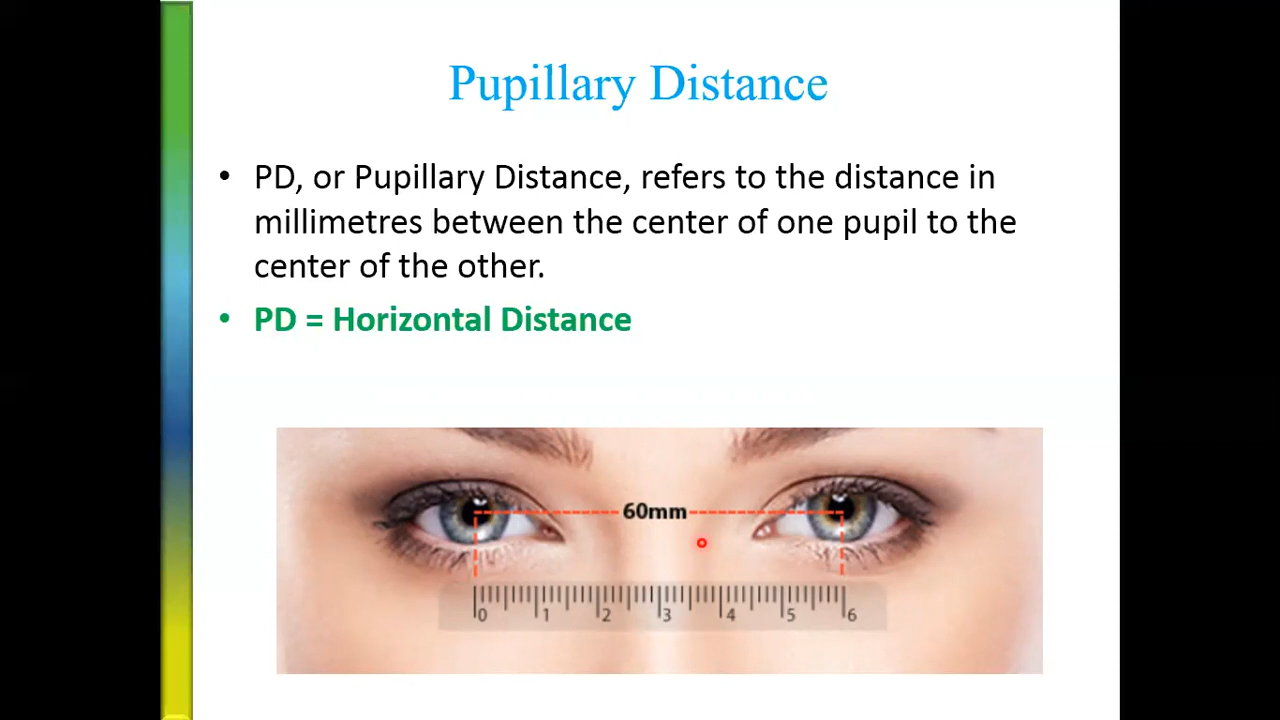 Pupillary Distance
• PD, or Pupillary Distance, refers to the distance in
millimetres between the center of one pupil to the
center of the other.
• PD = Horizontal Distance
60mm
0 1 2 3 4 5 6